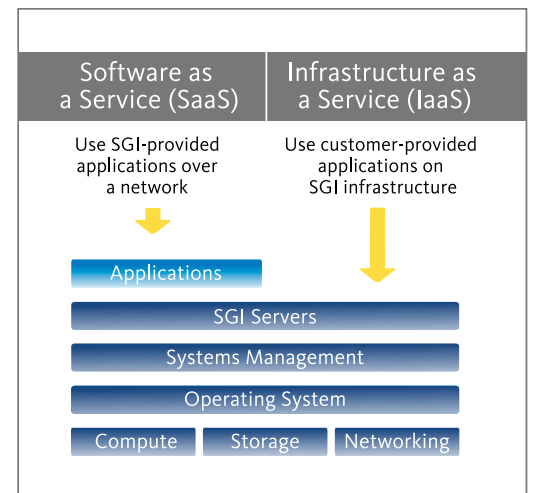 Software as
a Service (SaaS)
Infrastructure as
a Service (IaaS)
Use SGI-provided
applications over
a network
Use customer-provided
applications on
SGI infrastructure
Applications
SGI Servers
Systems Management
Operating System
Compute
Storage
Networking